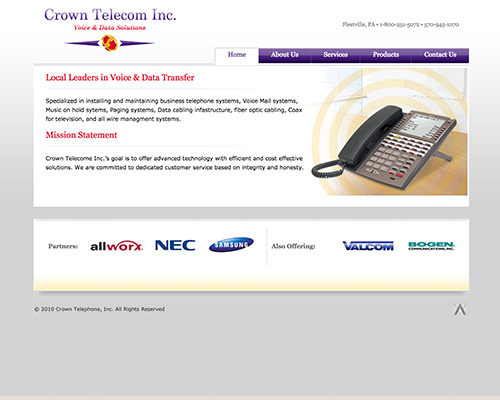 Crown Telecom Inc.
Voice & Data Solutions
Fleetville, PA • 1-800-251-5072 • 570-945-1070
Home About Us Services Products Contact Us
Local Leaders in Voice & Data Transfer
Specialized in installing and maintaining business telephone systems, Voice Mail systems,
Music on hold sytems, Paging systems, Data cabling infastructure, fiber optic cabling, Coax
for television, and all wire managment systems.
Mission Statement
Crown Telecome Inc.'s goal is to offer advanced technology with efficient and cost effective
solutions. We are committed to dedicated customer service based on integrity and honesty.
Partners: allworx NEC SAMSUNG Also Offering: VALCOM BOGEN
COMMUNICATIONS, INC.
© 2010 Crown Telephone, Inc. All Rights Reserved